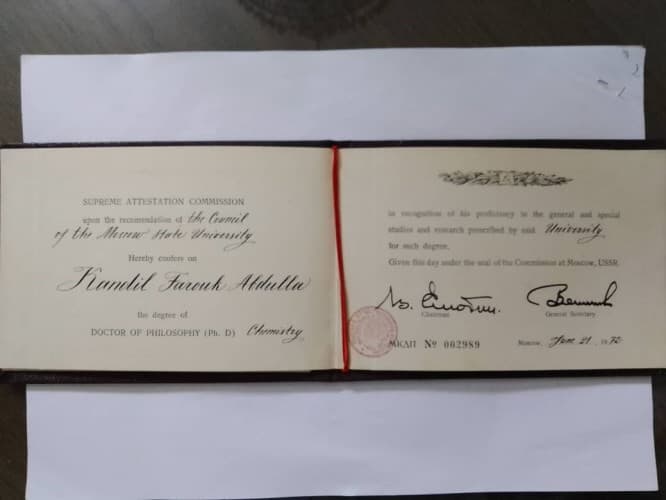 SUPREME ATTESTATION COMMISSION
upon the recomendation of the Council
of the Moscow State University
Hereby confers on
Kandil Farouk Abdulla
the degree of
DOCTOR OF PHILOSOPHY (Ph. D) Chemistry
in recognition of his proficiency in the general and special
studies and research prescribed by said University
for such degree.
Given this day under the seal of the Commission at Moscow, USSR
Chairman
General Secretary
МКДП № 002989
Moscow, June 21, 1972